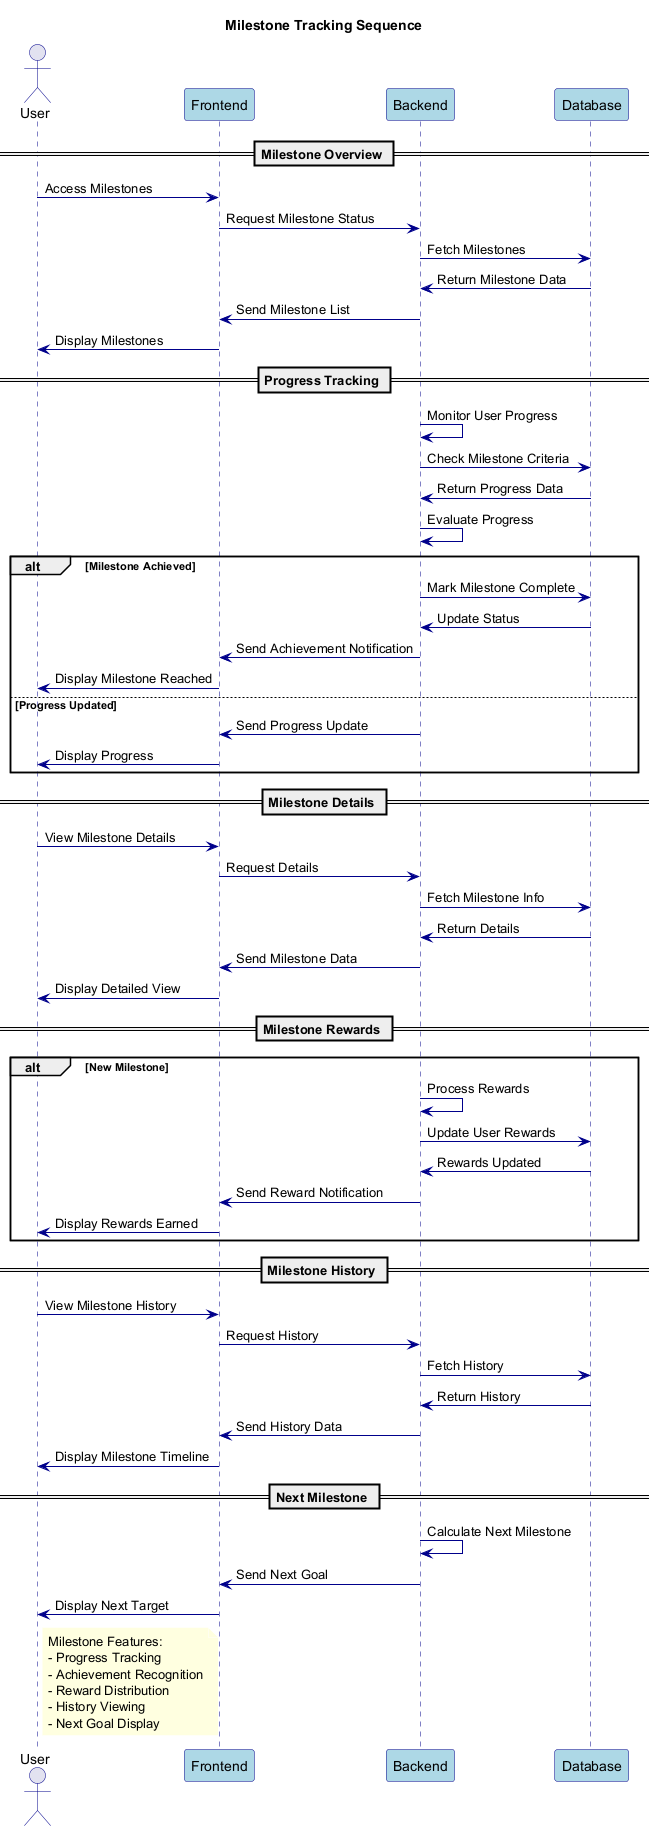 Milestone Tracking Sequence
User
Frontend
Backend
Database
Milestone Overview
Access Milestones
Request Milestone Status
Fetch Milestones
Return Milestone Data
Send Milestone List
Display Milestones
Progress Tracking
Monitor User Progress
Check Milestone Criteria
Return Progress Data
Evaluate Progress
alt
[Milestone Achieved]
Mark Milestone Complete
Update Status
Send Achievement Notification
Display Milestone Reached
[Progress Updated]
Send Progress Update
Display Progress
Milestone Details
View Milestone Details
Request Details
Fetch Milestone Info
Return Details
Send Milestone Data
Display Detailed View
Milestone Rewards
alt
[New Milestone]
Process Rewards
Update User Rewards
Rewards Updated
Send Reward Notification
Display Rewards Earned
Milestone History
View Milestone History
Request History
Fetch History
Return History
Send History Data
Display Milestone Timeline
Next Milestone
Calculate Next Milestone
Send Next Goal
Display Next Target
Milestone Features:
- Progress Tracking
- Achievement Recognition
- Reward Distribution
- History Viewing
- Next Goal Display
User
Frontend
Backend
Database